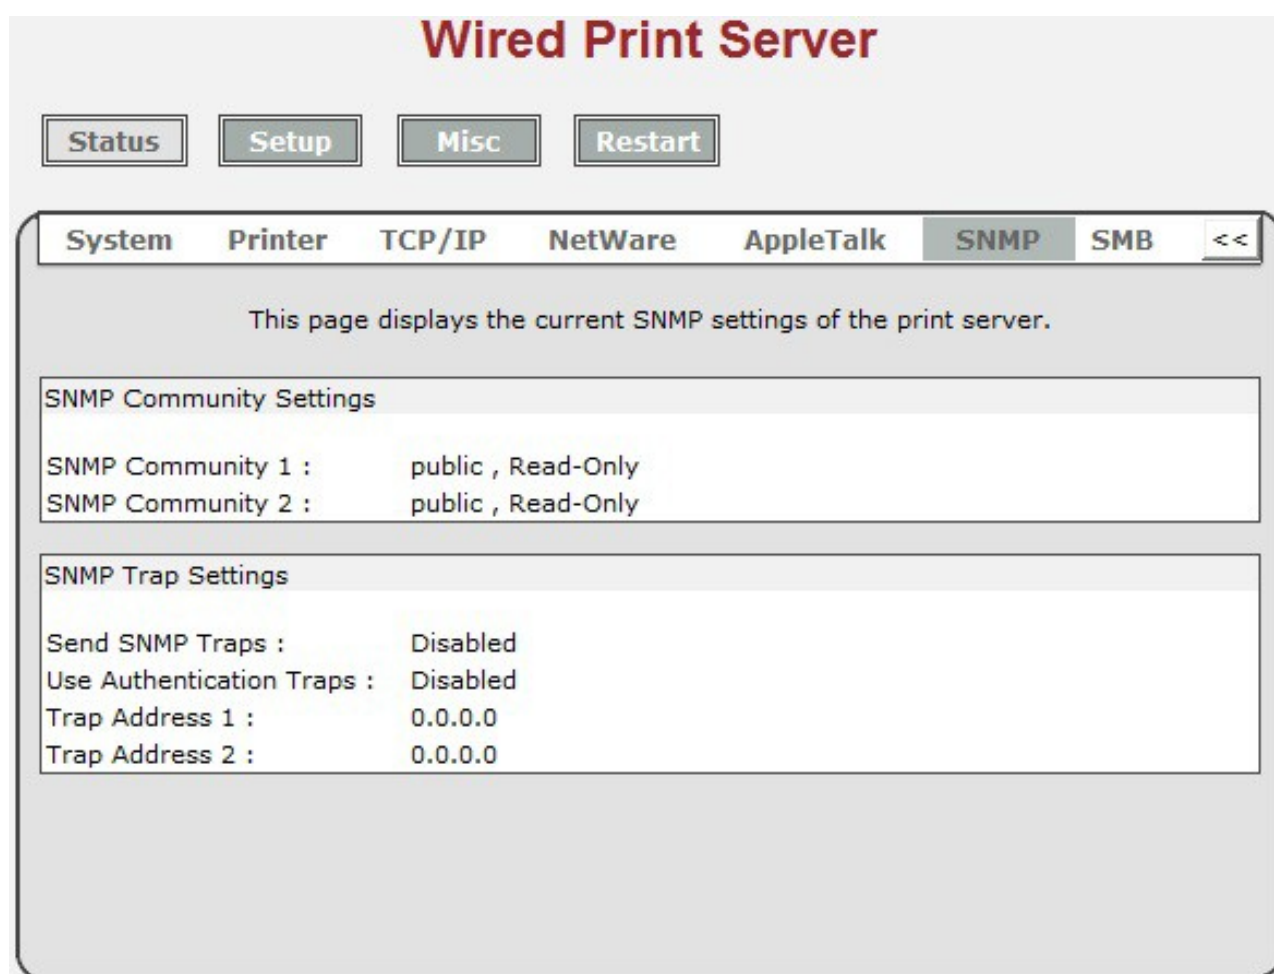 Wired Print Server
Status Setup Misc Restart
System Printer TCP/IP NetWare AppleTalk SNMP SMB <<
This page displays the current SNMP settings of the print server.
SNMP Community Settings
SNMP Community 1 : public , Read-Only
SNMP Community 2 : public , Read-Only
SNMP Trap Settings
Send SNMP Traps : Disabled
Use Authentication Traps : Disabled
Trap Address 1 : 0.0.0.0
Trap Address 2 : 0.0.0.0